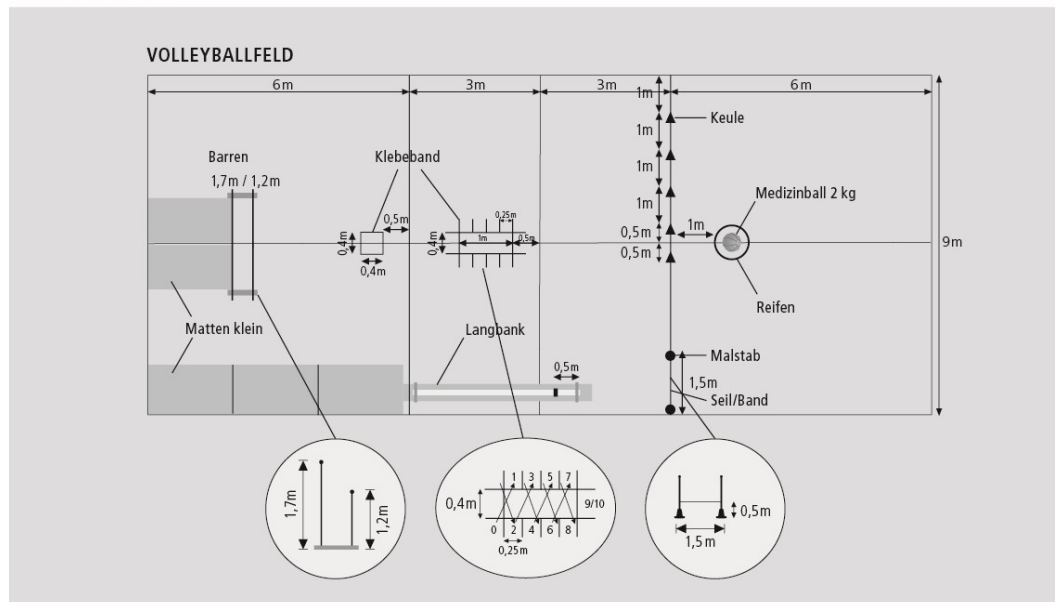 VOLLEYBALLFELD
6m
3m
3m
6m
1m
Keule
1m
Barren
Klebeband
1,7m / 1,2m
1m
1m
Medizinball 2 kg
0,25m
0,5m
0,4m
0,4m
1m
0,5m
0,5m
1m
0,5m
9m
0,4m
Reifen
Matten klein
Langbank
Malstab
0,5m
1,5m
Seil/Band
1,7m
1,2m
1 3 5 7
0,4m
9/10
0 2 4 6 8
0,25m
0,5m
1,5m